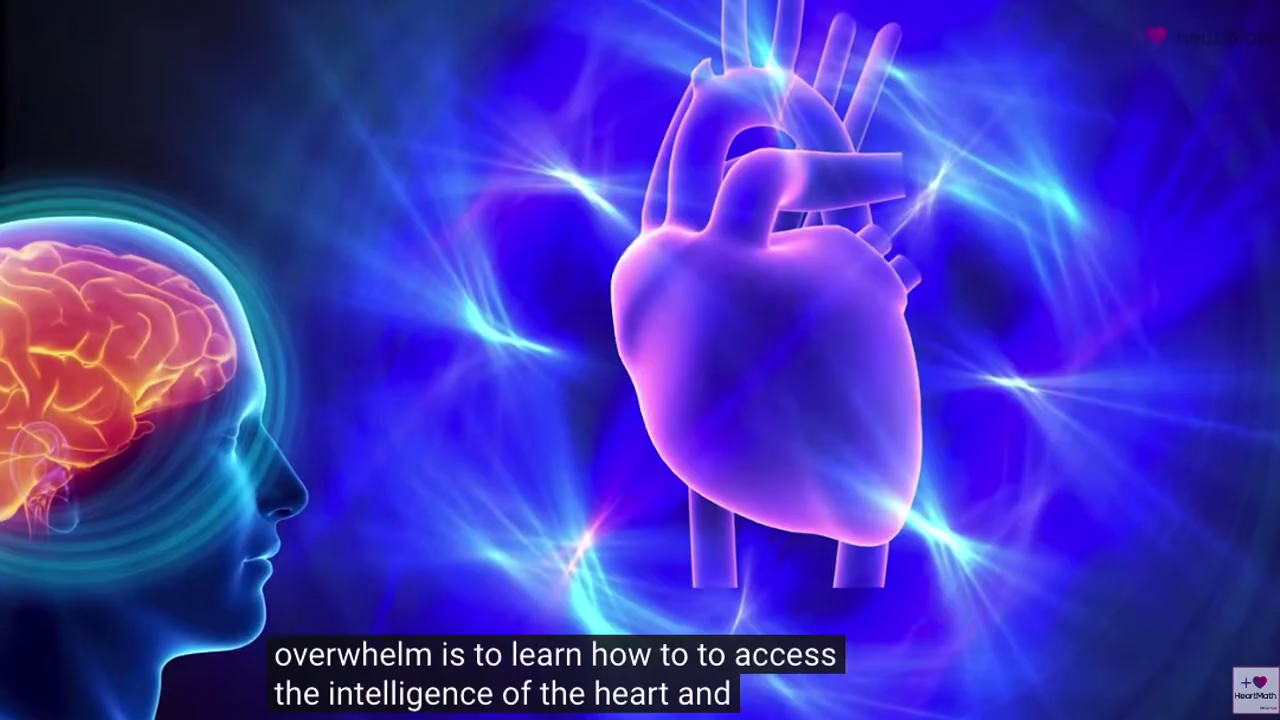 overwhelm is to learn how to to access
the intelligence of the heart and
HeartMath